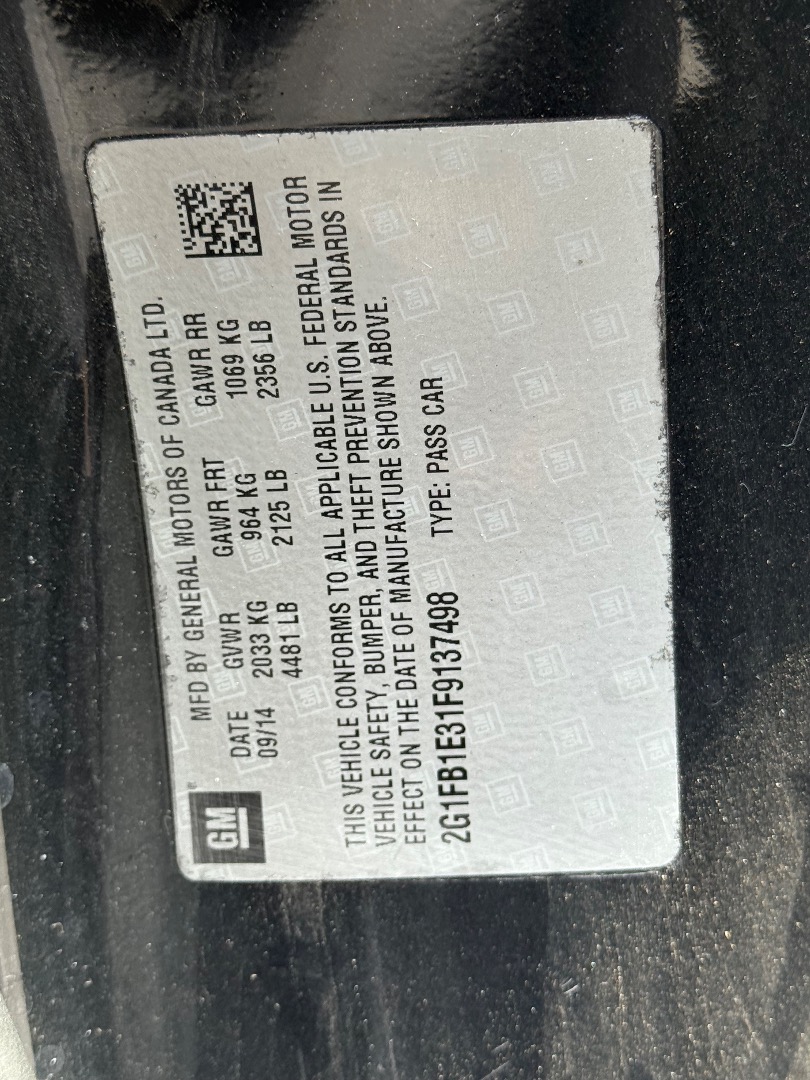 GM
MFD BY GENERAL MOTORS OF CANADA LTD.
DATE GVWR GAWR FRT GAWR RR
09/14 2033 KG 964 KG 1069 KG
4481 LB 2125 LB 2356 LB
THIS VEHICLE CONFORMS TO ALL APPLICABLE U.S. FEDERAL MOTOR
VEHICLE SAFETY, BUMPER, AND THEFT PREVENTION STANDARDS IN
EFFECT ON THE DATE OF MANUFACTURE SHOWN ABOVE.
2G1FB1E31F9137498 TYPE: PASS CAR